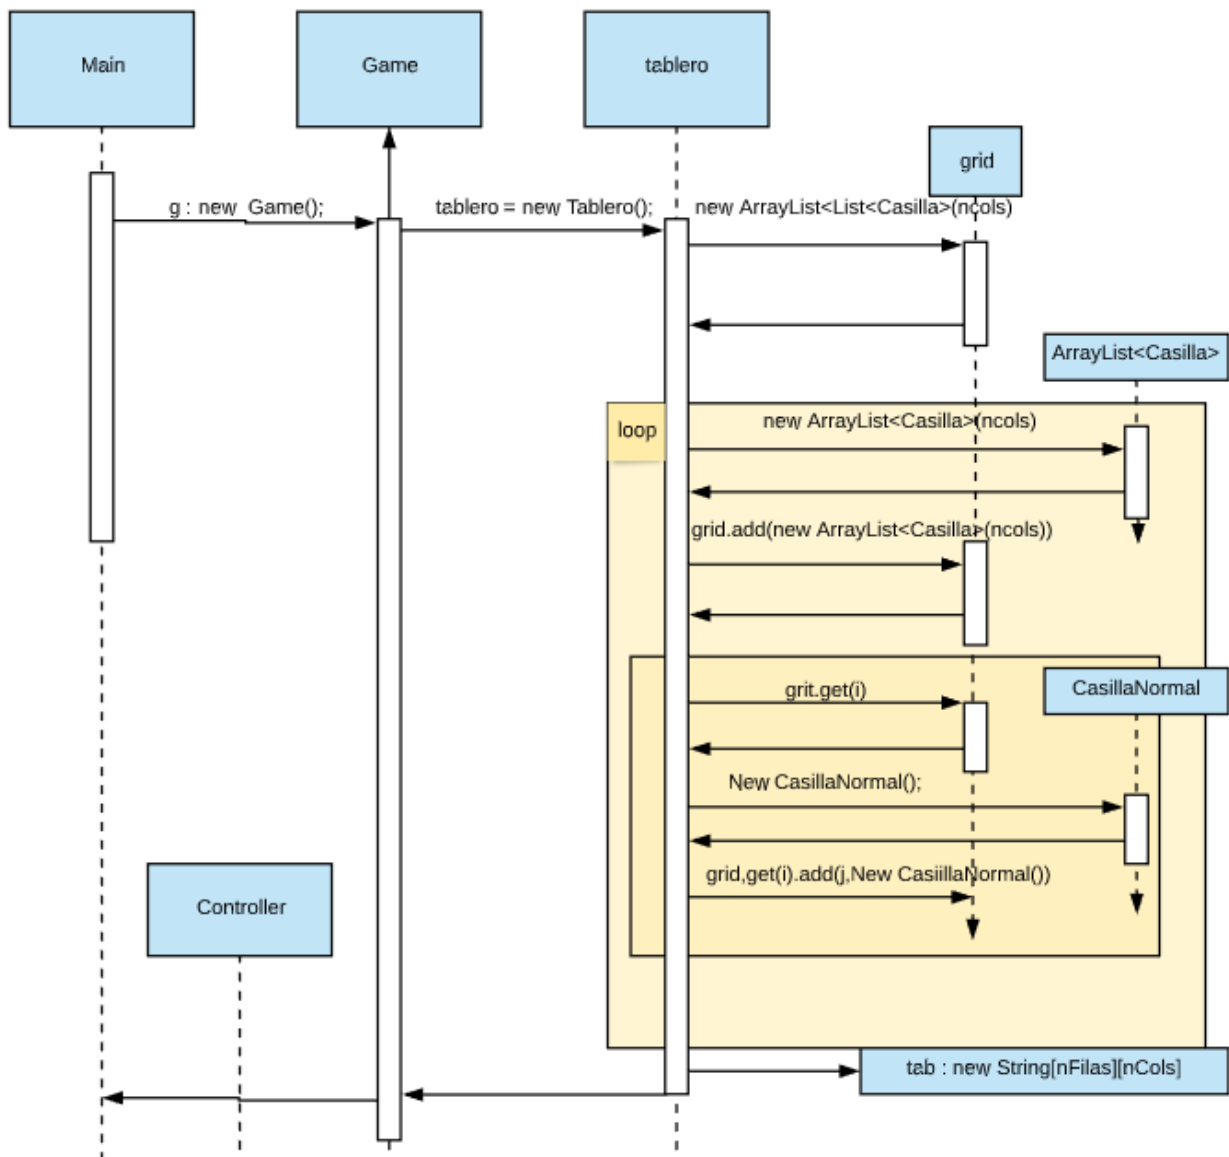 Main
Game
tablero
grid
g : new Game();
tablero = new Tablero();
new ArrayList<List<Casilla>(ncols)
ArrayList<Casilla>
loop
new ArrayList<Casilla>(ncols)
grid.add(new ArrayList<Casilla>(ncols))
grit.get(i)
CasillaNormal
New CasillaNormal();
grid,get(i).add(j,New CasiillaNormal())
Controller
tab : new String[nFilas][nCols]